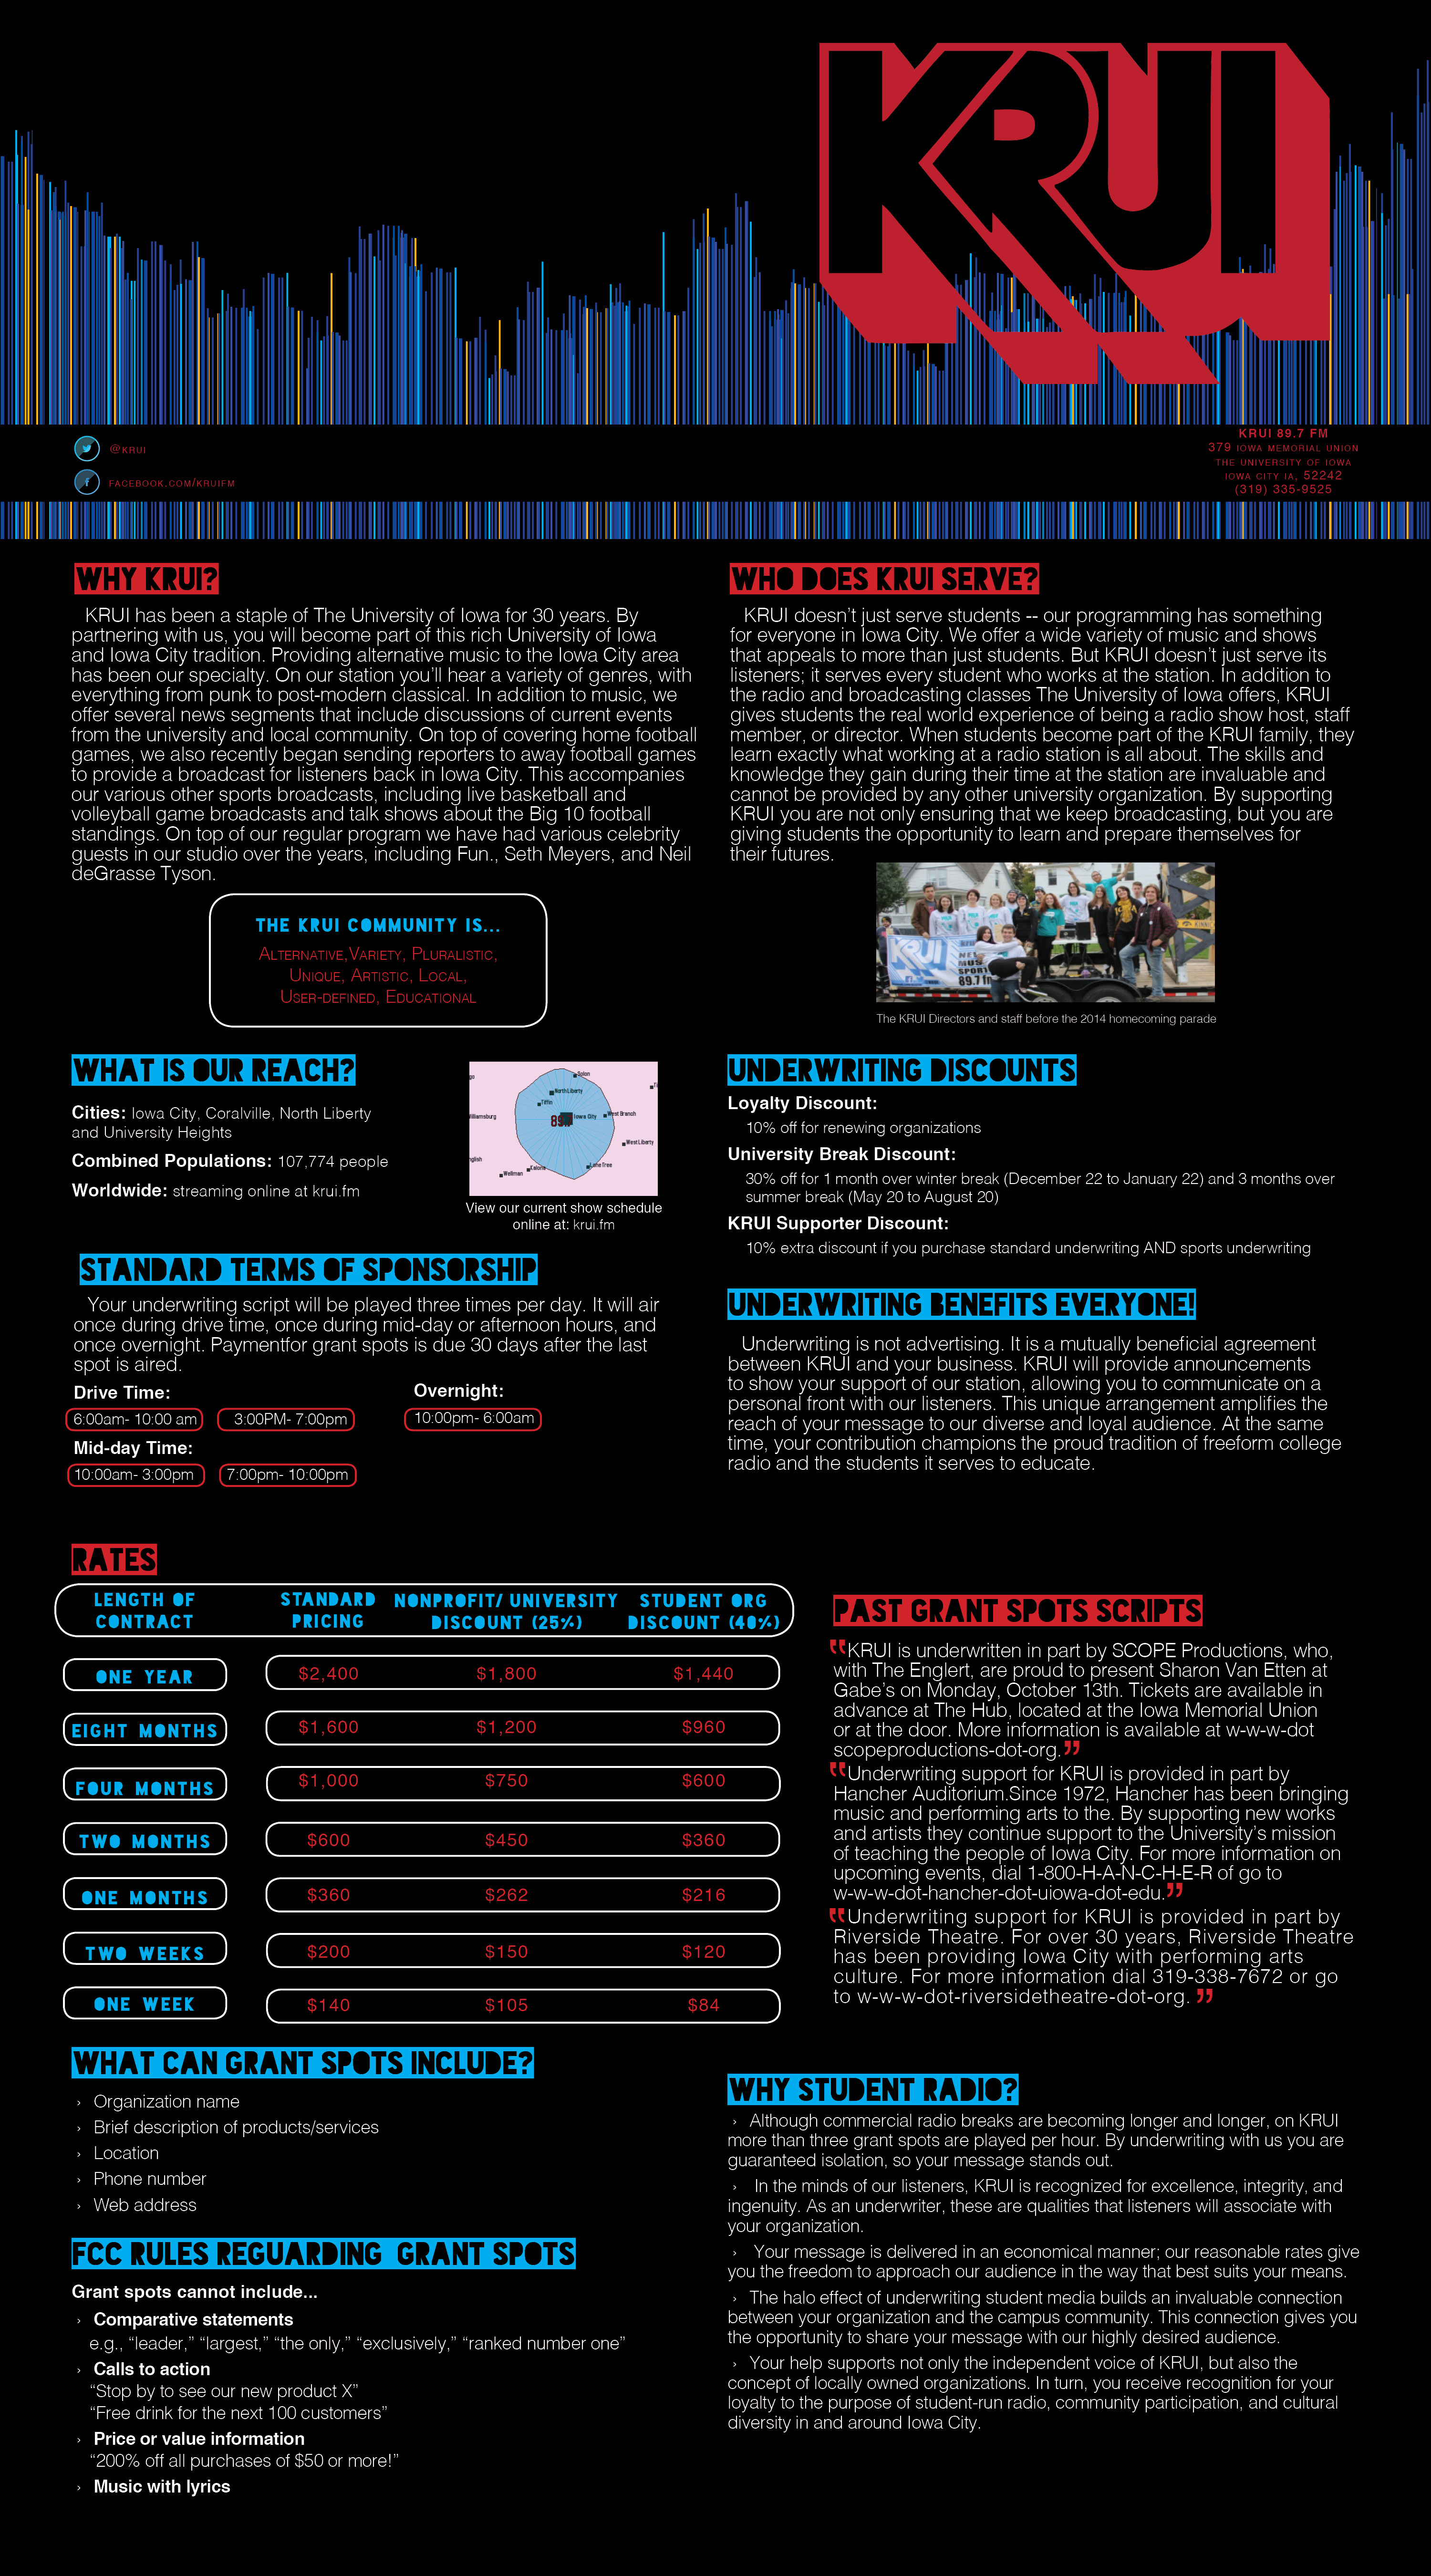 KRUI
@KRUI
FACEBOOK.COM/KRUIFM
KRUI 89.7 FM
379 IOWA MEMORIAL UNION
THE UNIVERSITY OF IOWA
IOWA CITY IA, 52242
(319) 335-9525
WHY KRUI?
KRUI has been a staple of The University of Iowa for 30 years. By
partnering with us, you will become part of this rich University of Iowa
and Iowa City tradition. Providing alternative music to the Iowa City area
has been our specialty. On our station you'll hear a variety of genres, with
everything from punk to post-modern classical. In addition to music, we
offer several news segments that include discussions of current events
from the university and local community. On top of covering home football
games, we also recently began sending reporters to away football games
to provide a broadcast for listeners back in Iowa City. This accompanies
our various other sports broadcasts, including live basketball and
volleyball game broadcasts and talk shows about the Big 10 football
standings. On top of our regular program we have had various celebrity
guests in our studio over the years, including Fun., Seth Meyers, and Neil
deGrasse Tyson.
THE KRUI COMMUNITY IS...
Alternative,Variety, Pluralistic,
Unique, Artistic, Local,
User-defined, Educational
WHO DOES KRUI SERVE?
KRUI doesn't just serve students -- our programming has something
for everyone in Iowa City. We offer a wide variety of music and shows
that appeals to more than just students. But KRUI doesn't just serve its
listeners; it serves every student who works at the station. In addition to
the radio and broadcasting classes The University of Iowa offers, KRUI
gives students the real world experience of being a radio show host, staff
member, or director. When students become part of the KRUI family, they
learn exactly what working at a radio station is all about. The skills and
knowledge they gain during their time at the station are invaluable and
cannot be provided by any other university organization. By supporting
KRUI you are not only ensuring that we keep broadcasting, but you are
giving students the opportunity to learn and prepare themselves for
their futures.
KRUI
89.7 fm
The KRUI Directors and staff before the 2014 homecoming parade
WHAT IS OUR REACH?
Cities: Iowa City, Coralville, North Liberty
and University Heights
Combined Populations: 107,774 people
Worldwide: streaming online at krui.fm
Solon
North Liberty
Tiffin
Williamsburg
Iowa City
West Branch
West Liberty
Lone Tree
Kalona
Wellman
View our current show schedule
online at: krui.fm
STANDARD TERMS OF SPONSORSHIP
Your underwriting script will be played three times per day. It will air
once during drive time, once during mid-day or afternoon hours, and
once overnight. Paymentfor grant spots is due 30 days after the last
spot is aired.
Drive Time:
6:00am- 10:00 am
3:00PM- 7:00pm
Overnight:
10:00pm- 6:00am
Mid-day Time:
10:00am- 3:00pm
7:00pm- 10:00pm
UNDERWRITING DISCOUNTS
Loyalty Discount:
10% off for renewing organizations
University Break Discount:
30% off for 1 month over winter break (December 22 to January 22) and 3 months over
summer break (May 20 to August 20)
KRUI Supporter Discount:
10% extra discount if you purchase standard underwriting AND sports underwriting
UNDERWRITING BENEFITS EVERYONE!
Underwriting is not advertising. It is a mutually beneficial agreement
between KRUI and your business. KRUI will provide announcements
to show your support of our station, allowing you to communicate on a
personal front with our listeners. This unique arrangement amplifies the
reach of your message to our diverse and loyal audience. At the same
time, your contribution champions the proud tradition of freeform college
radio and the students it serves to educate.
RATES
LENGTH OF CONTRACT STANDARD PRICING NONPROFIT/ UNIVERSITY DISCOUNT (25%) STUDENT ORG DISCOUNT (40%)
ONE YEAR $2,400 $1,800 $1,440
EIGHT MONTHS $1,600 $1,200 $960
FOUR MONTHS $1,000 $750 $600
TWO MONTHS $600 $450 $360
ONE MONTHS $360 $262 $216
TWO WEEKS $200 $150 $120
ONE WEEK $140 $105 $84
PAST GRANT SPOTS SCRIPTS
"KRUI is underwritten in part by SCOPE Productions, who,
with The Englert, are proud to present Sharon Van Etten at
Gabe's on Monday, October 13th. Tickets are available in
advance at The Hub, located at the Iowa Memorial Union
or at the door. More information is available at w-w-w-dot
scopeproductions-dot-org."
"Underwriting support for KRUI is provided in part by
Hancher Auditorium.Since 1972, Hancher has been bringing
music and performing arts to the. By supporting new works
and artists they continue support to the University's mission
of teaching the people of Iowa City. For more information on
upcoming events, dial 1-800-H-A-N-C-H-E-R of go to
w-w-w-dot-hancher-dot-uiowa-dot-edu."
"Underwriting support for KRUI is provided in part by
Riverside Theatre. For over 30 years, Riverside Theatre
has been providing Iowa City with performing arts
culture. For more information dial 319-338-7672 or go
to w-w-w-dot-riversidetheatre-dot-org."
WHAT CAN GRANT SPOTS INCLUDE?
› Organization name
› Brief description of products/services
› Location
› Phone number
› Web address
FCC RULES REGUARDING GRANT SPOTS
Grant spots cannot include...
› Comparative statements
e.g., “leader,” “largest,” “the only,” “exclusively,” “ranked number one”
› Calls to action
“Stop by to see our new product X”
“Free drink for the next 100 customers”
› Price or value information
“200% off all purchases of $50 or more!”
› Music with lyrics
WHY STUDENT RADIO?
› Although commercial radio breaks are becoming longer and longer, on KRUI
more than three grant spots are played per hour. By underwriting with us you are
guaranteed isolation, so your message stands out.
› In the minds of our listeners, KRUI is recognized for excellence, integrity, and
ingenuity. As an underwriter, these are qualities that listeners will associate with
your organization.
› Your message is delivered in an economical manner; our reasonable rates give
you the freedom to approach our audience in the way that best suits your means.
› The halo effect of underwriting student media builds an invaluable connection
between your organization and the campus community. This connection gives you
the opportunity to share your message with our highly desired audience.
› Your help supports not only the independent voice of KRUI, but also the
concept of locally owned organizations. In turn, you receive recognition for your
loyalty to the purpose of student-run radio, community participation, and cultural
diversity in and around Iowa City.